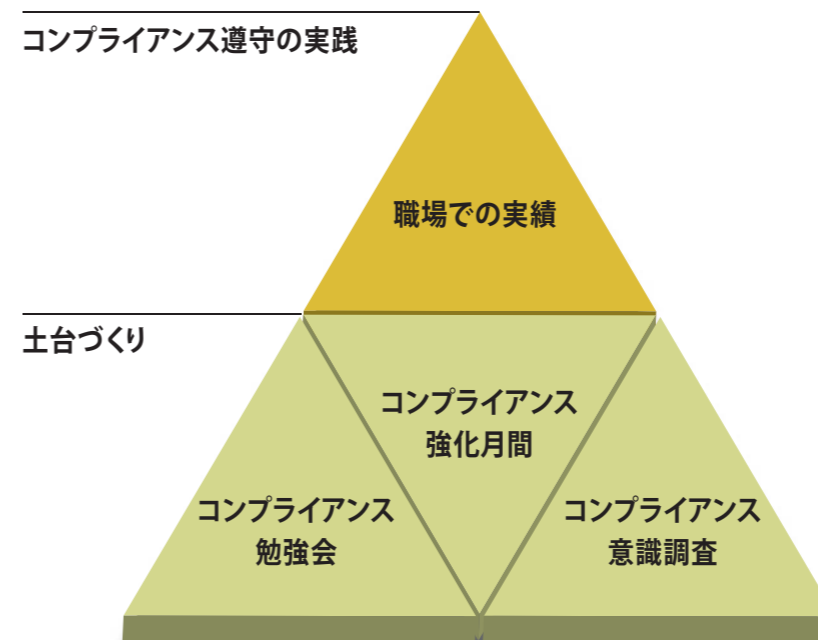 コンプライアンス遵守の実践
職場での実績
土台づくり
コンプライアンス
強化月間
コンプライアンス
勉強会
コンプライアンス
意識調査